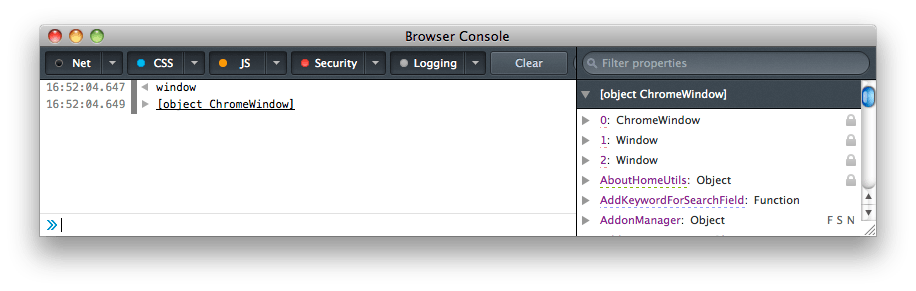 Browser Console
Net CSS JS Security Logging Clear Filter properties
16:52:04.647 window
16:52:04.649 [object ChromeWindow]
[object ChromeWindow]
0: ChromeWindow
1: Window
2: Window
AboutHomeUtils: Object
AddKeywordForSearchField: Function
AddonManager: Object F S N